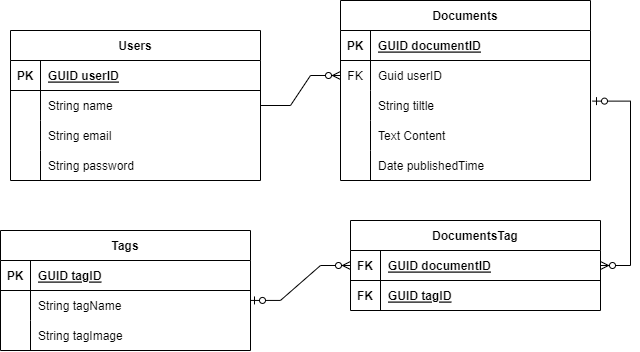 Users
PK GUID userID
String name
String email
String password
Documents
PK GUID documentID
FK Guid userID
String tiltle
Text Content
Date publishedTime
Tags
PK GUID tagID
String tagName
String tagImage
DocumentsTag
FK GUID documentID
FK GUID tagID